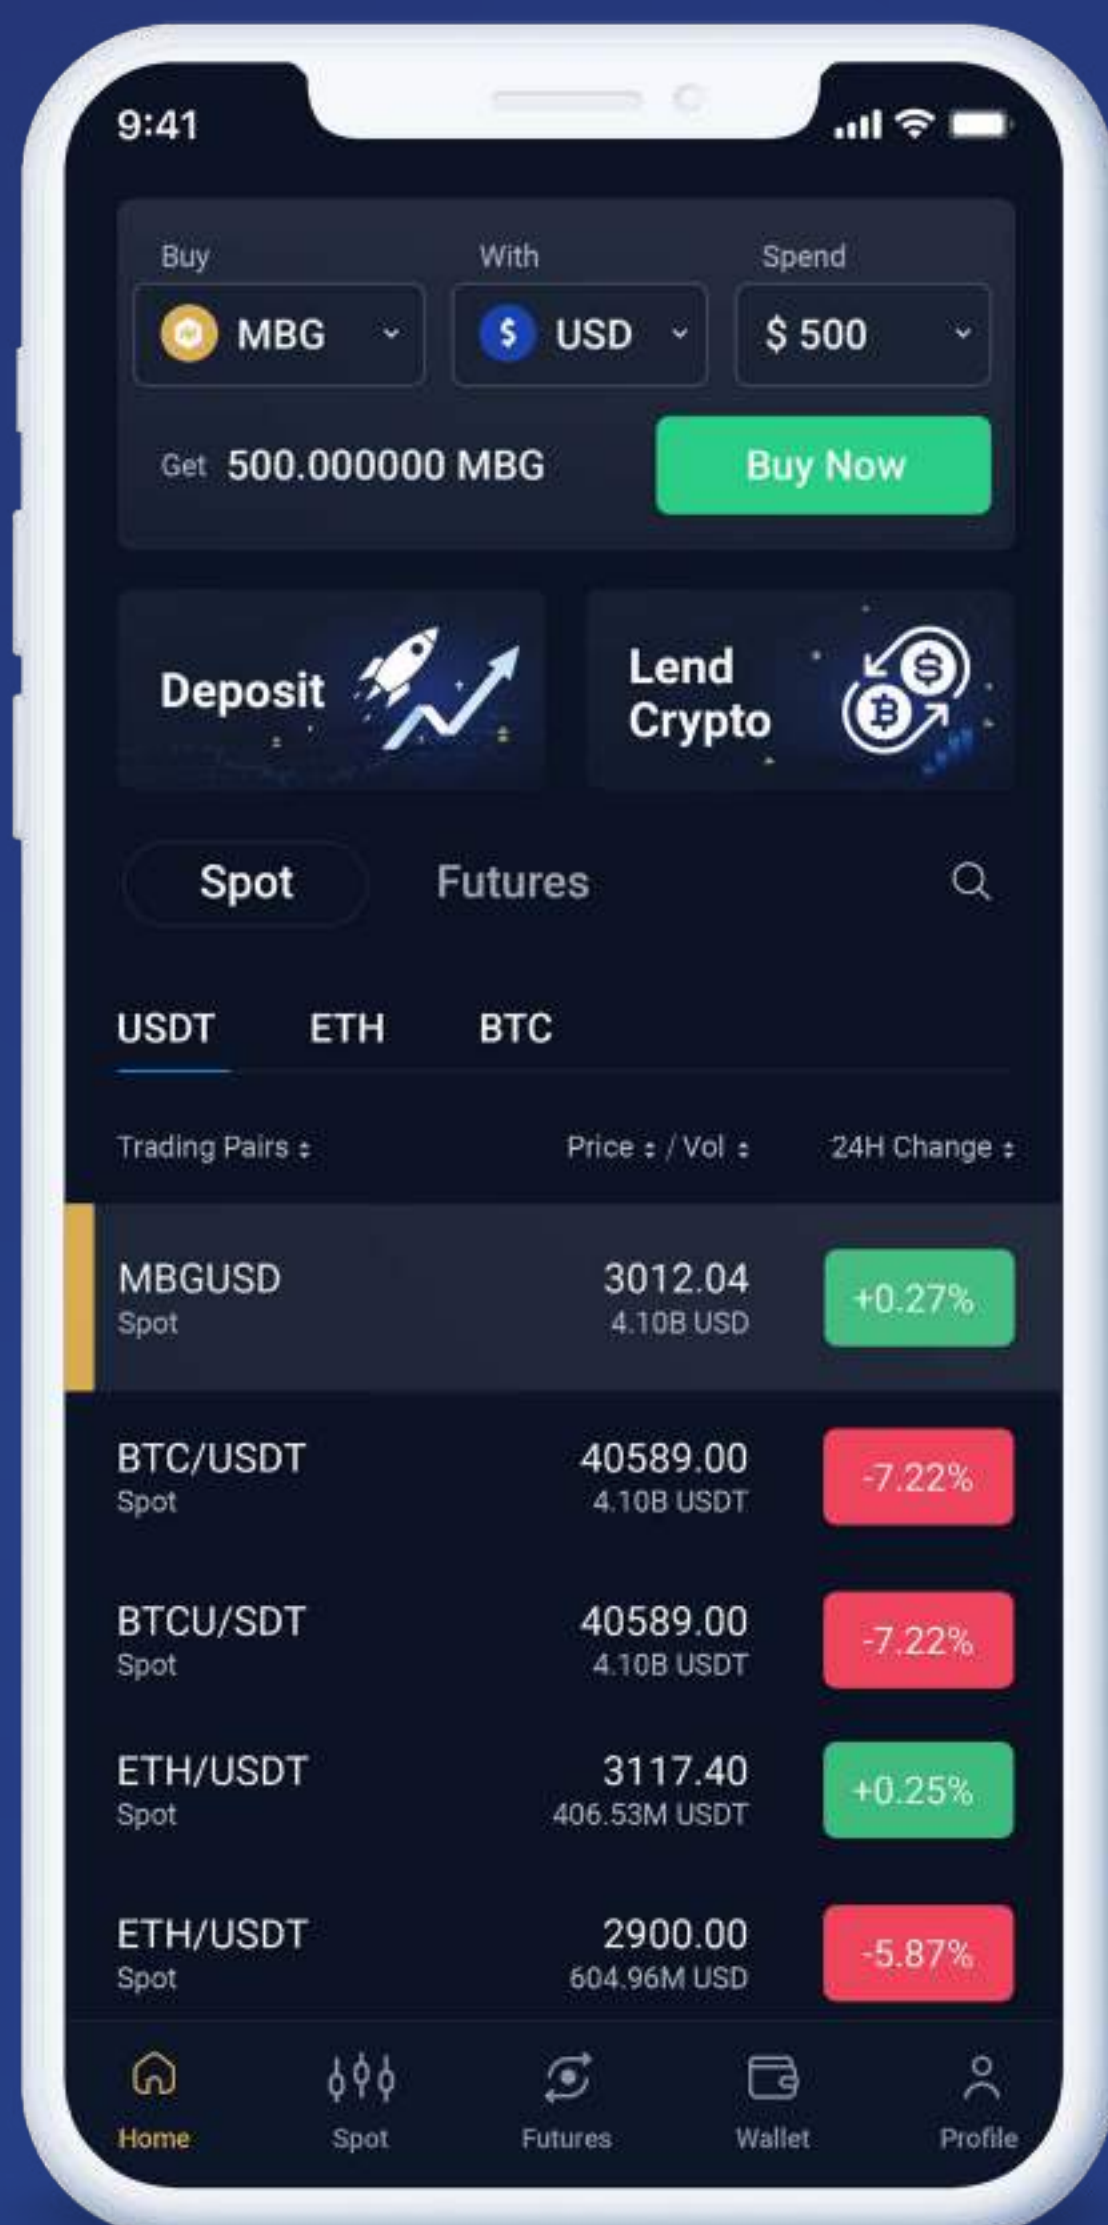 9:41
Buy With Spend
MBG $ USD $ 500
Get 500.000000 MBG Buy Now
Deposit
Lend
Crypto
Spot Futures
USDT ETH BTC
Trading Pairs Price / Vol 24H Change
MBGUSD 3012.04 +0.27%
Spot 4.10B USD
BTC/USDT 40589.00 -7.22%
Spot 4.10B USDT
BTCU/SDT 40589.00 -7.22%
Spot 4.10B USDT
ETH/USDT 3117.40 +0.25%
Spot 406.53M USDT
ETH/USDT 2900.00 -5.87%
Spot 604.96M USD
Home Spot Futures Wallet Profile